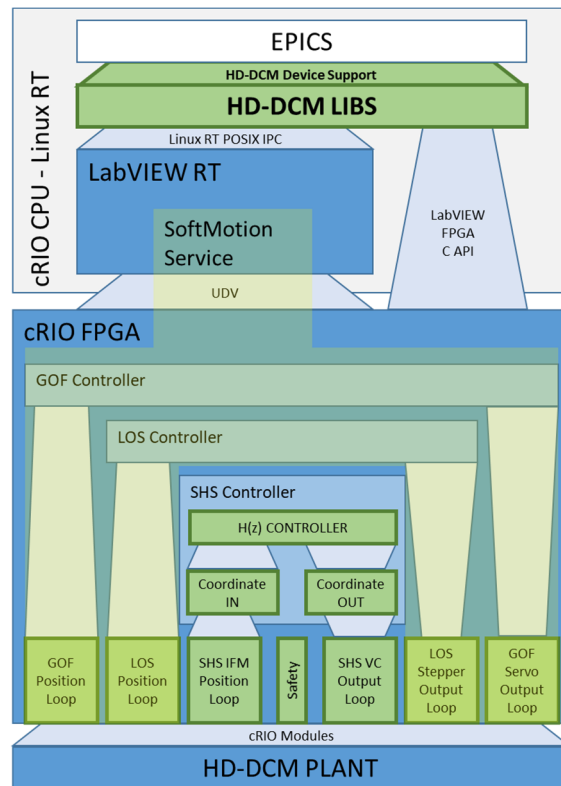 EPICS
HD-DCM Device Support
HD-DCM LIBS
cRIO CPU - Linux RT
Linux RT POSIX IPC
LabVIEW RT
SoftMotion
Service
LabVIEW
FPGA
C API
UDV
cRIO FPGA
GOF Controller
LOS Controller
SHS Controller
H(z) CONTROLLER
Coordinate
IN
Coordinate
OUT
GOF
Position
Loop
LOS
Position
Loop
SHS IFM
Position
Loop
Safety
SHS VC
Output
Loop
LOS
Stepper
Output
Loop
GOF
Servo
Output
Loop
cRIO Modules
HD-DCM PLANT